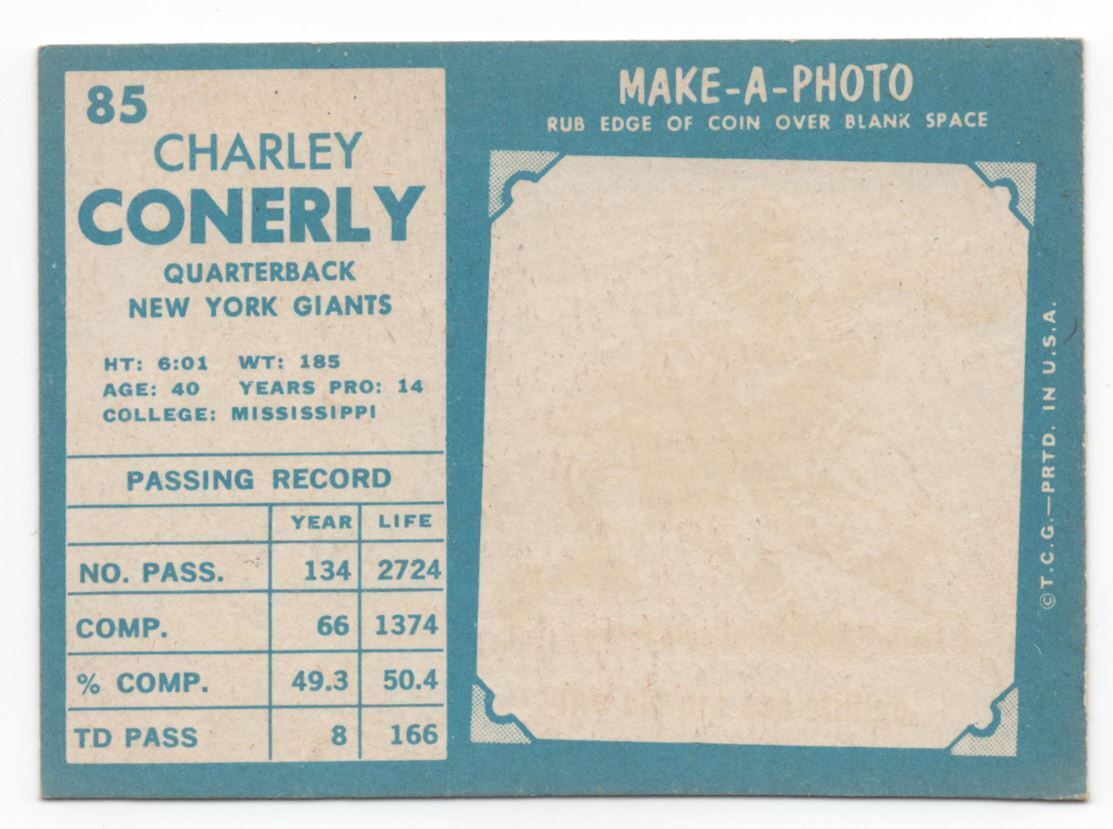 85
CHARLEY
CONERLY
QUARTERBACK
NEW YORK GIANTS
HT: 6:01 WT: 185
AGE: 40 YEARS PRO: 14
COLLEGE: MISSISSIPPI
PASSING RECORD
YEAR LIFE
NO. PASS. 134 2724
COMP. 66 1374
% COMP. 49.3 50.4
TD PASS 8 166
MAKE-A-PHOTO
RUB EDGE OF COIN OVER BLANK SPACE
©T.C.G.—PRTD. IN U.S.A.